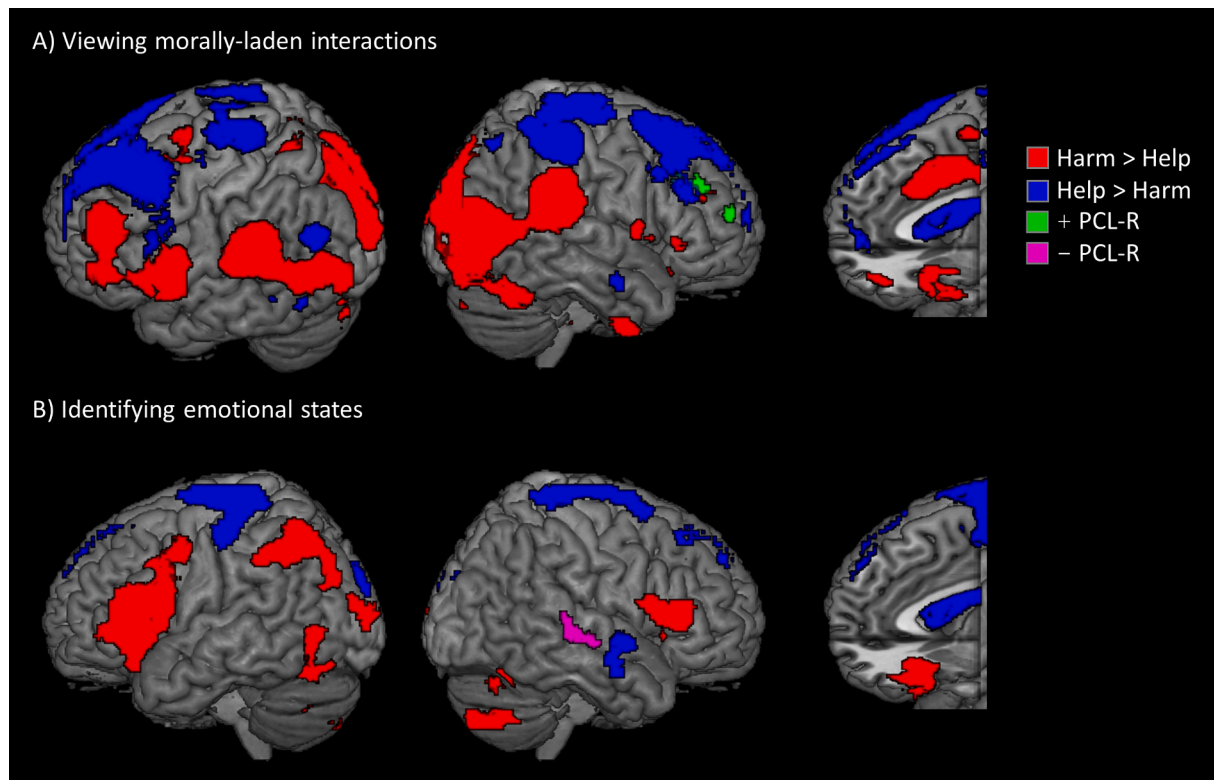 A) Viewing morally-laden interactions
Harm > Help
Help > Harm
+ PCL-R
– PCL-R
B) Identifying emotional states